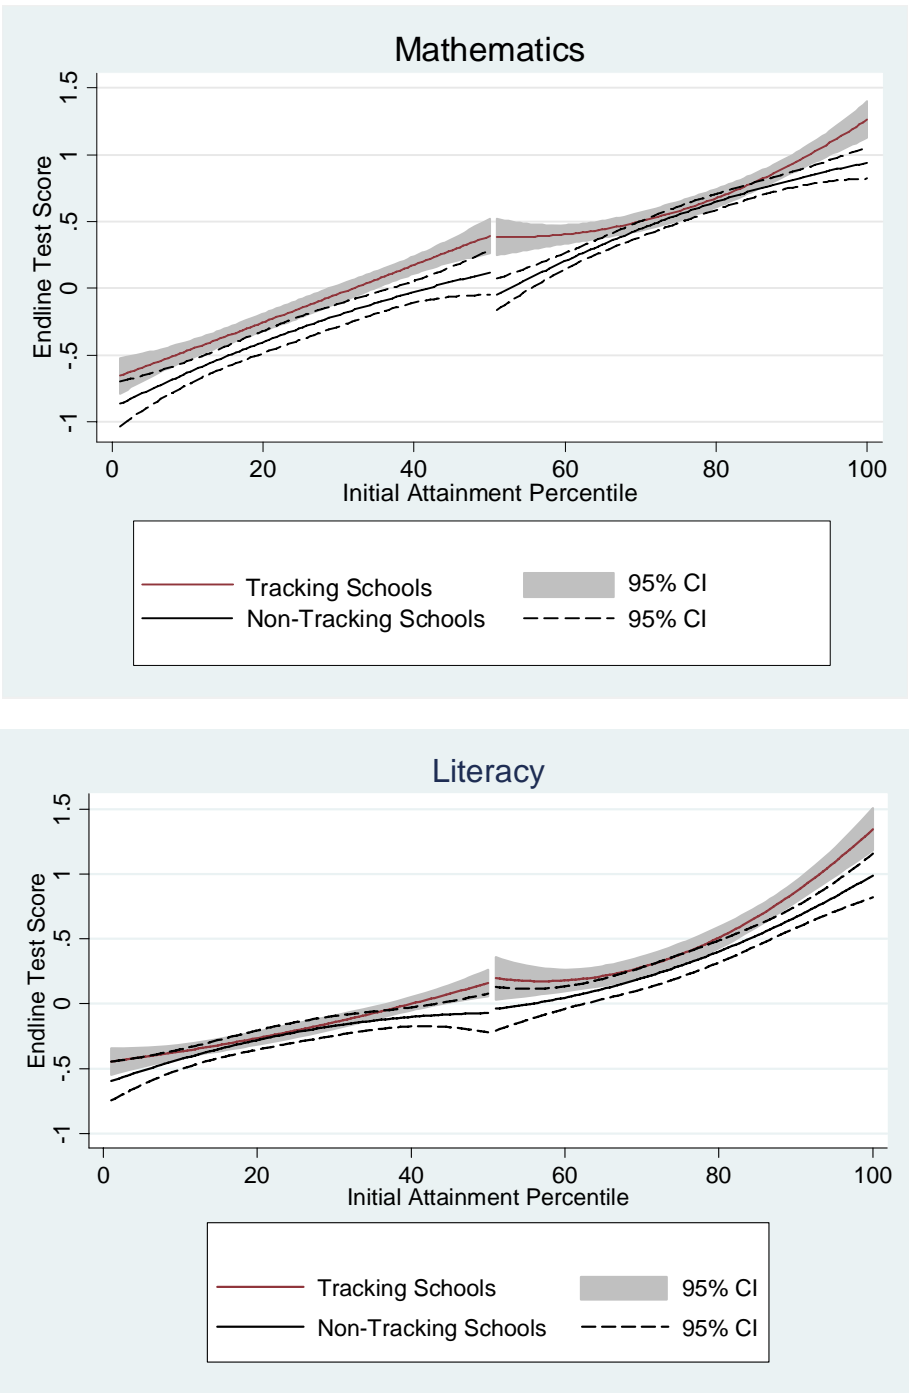 Mathematics
Endline Test Score
1.5
1
.5
0
-.5
-1
0 20 40 60 80 100
Initial Attainment Percentile
Tracking Schools 95% CI
Non-Tracking Schools 95% CI
Literacy
Endline Test Score
1.5
1
.5
0
-.5
-1
0 20 40 60 80 100
Initial Attainment Percentile
Tracking Schools 95% CI
Non-Tracking Schools 95% CI